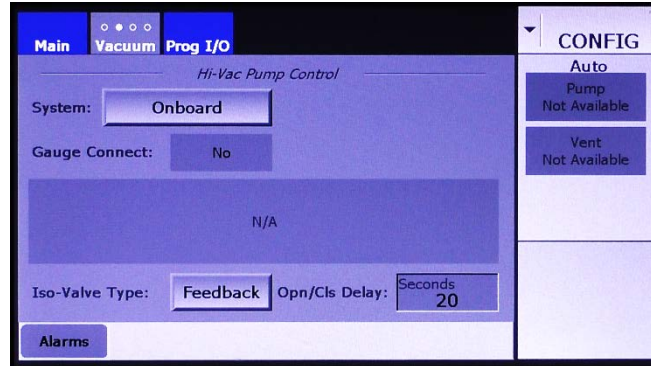 Main Vacuum Prog I/O
CONFIG
Hi-Vac Pump Control
Auto
System: Onboard
Pump
Not Available
Gauge Connect: No
Vent
Not Available
N/A
Iso-Valve Type: Feedback Opn/Cls Delay: Seconds
20
Alarms